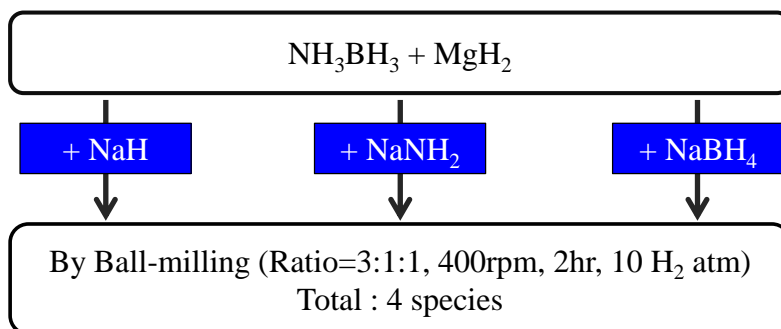 NH₃BH₃ + MgH₂
+ NaH + NaNH₂ + NaBH₄
By Ball-milling (Ratio=3:1:1, 400rpm, 2hr, 10 H₂ atm)
Total : 4 species